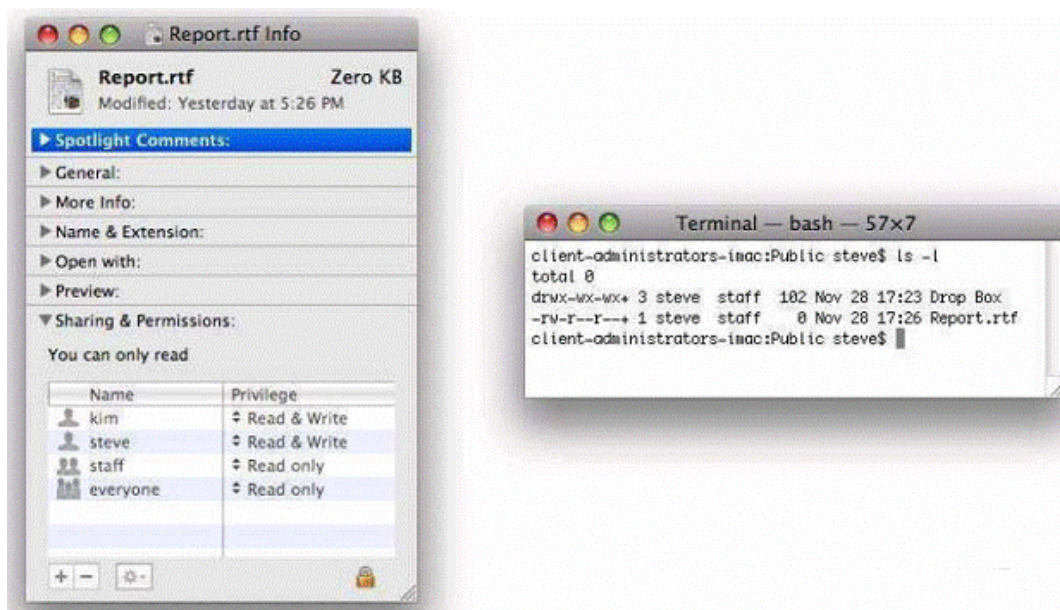 Report.rtf Info
Report.rtf Zero KB
Modified: Yesterday at 5:26 PM
Spotlight Comments:
General:
More Info:
Name & Extension:
Open with:
Preview:
Sharing & Permissions:
You can only read
Name Privilege
kim Read & Write
steve Read & Write
staff Read only
everyone Read only
Terminal — bash — 57×7
client-administrators-imac:Public steve$ ls -l
total 0
drwx-wx-wx+ 3 steve staff 102 Nov 28 17:23 Drop Box
-rw-r--r--+ 1 steve staff 0 Nov 28 17:26 Report.rtf
client-administrators-imac:Public steve$